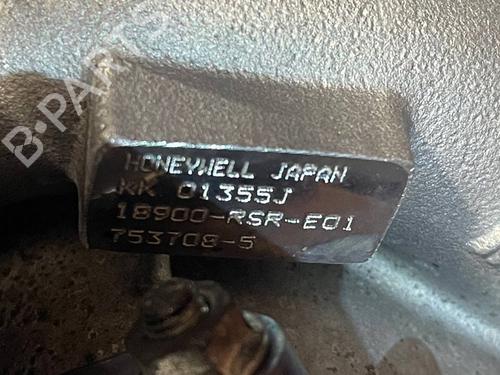 B-PARTS
HONEYWELL JAPAN
KK 01355J
18900-RSR-E01
753708-5